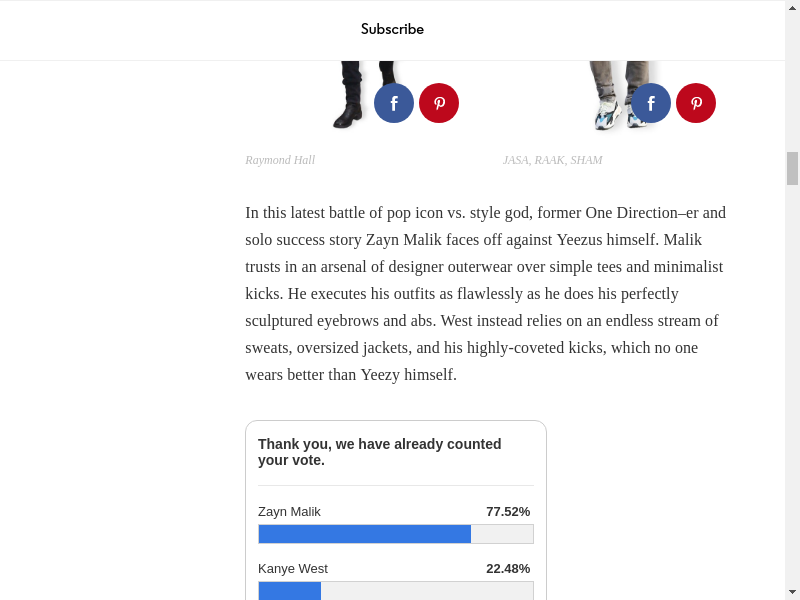 Subscribe
Raymond Hall
JASA, RAAK, SHAM
In this latest battle of pop icon vs. style god, former One Direction–er and
solo success story Zayn Malik faces off against Yeezus himself. Malik
trusts in an arsenal of designer outerwear over simple tees and minimalist
kicks. He executes his outfits as flawlessly as he does his perfectly
sculptured eyebrows and abs. West instead relies on an endless stream of
sweats, oversized jackets, and his highly-coveted kicks, which no one
wears better than Yeezy himself.
Thank you, we have already counted
your vote.
Zayn Malik 77.52%
Kanye West 22.48%